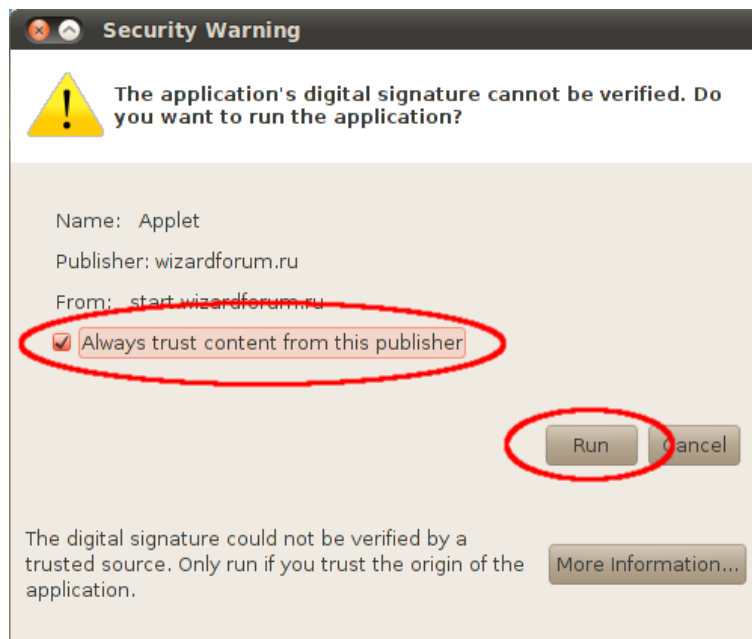 Security Warning
The application's digital signature cannot be verified. Do
you want to run the application?
Name: Applet
Publisher: wizardforum.ru
From: start.wizardforum.ru
Always trust content from this publisher
Run
Cancel
The digital signature could not be verified by a
trusted source. Only run if you trust the origin of the
application.
More Information...